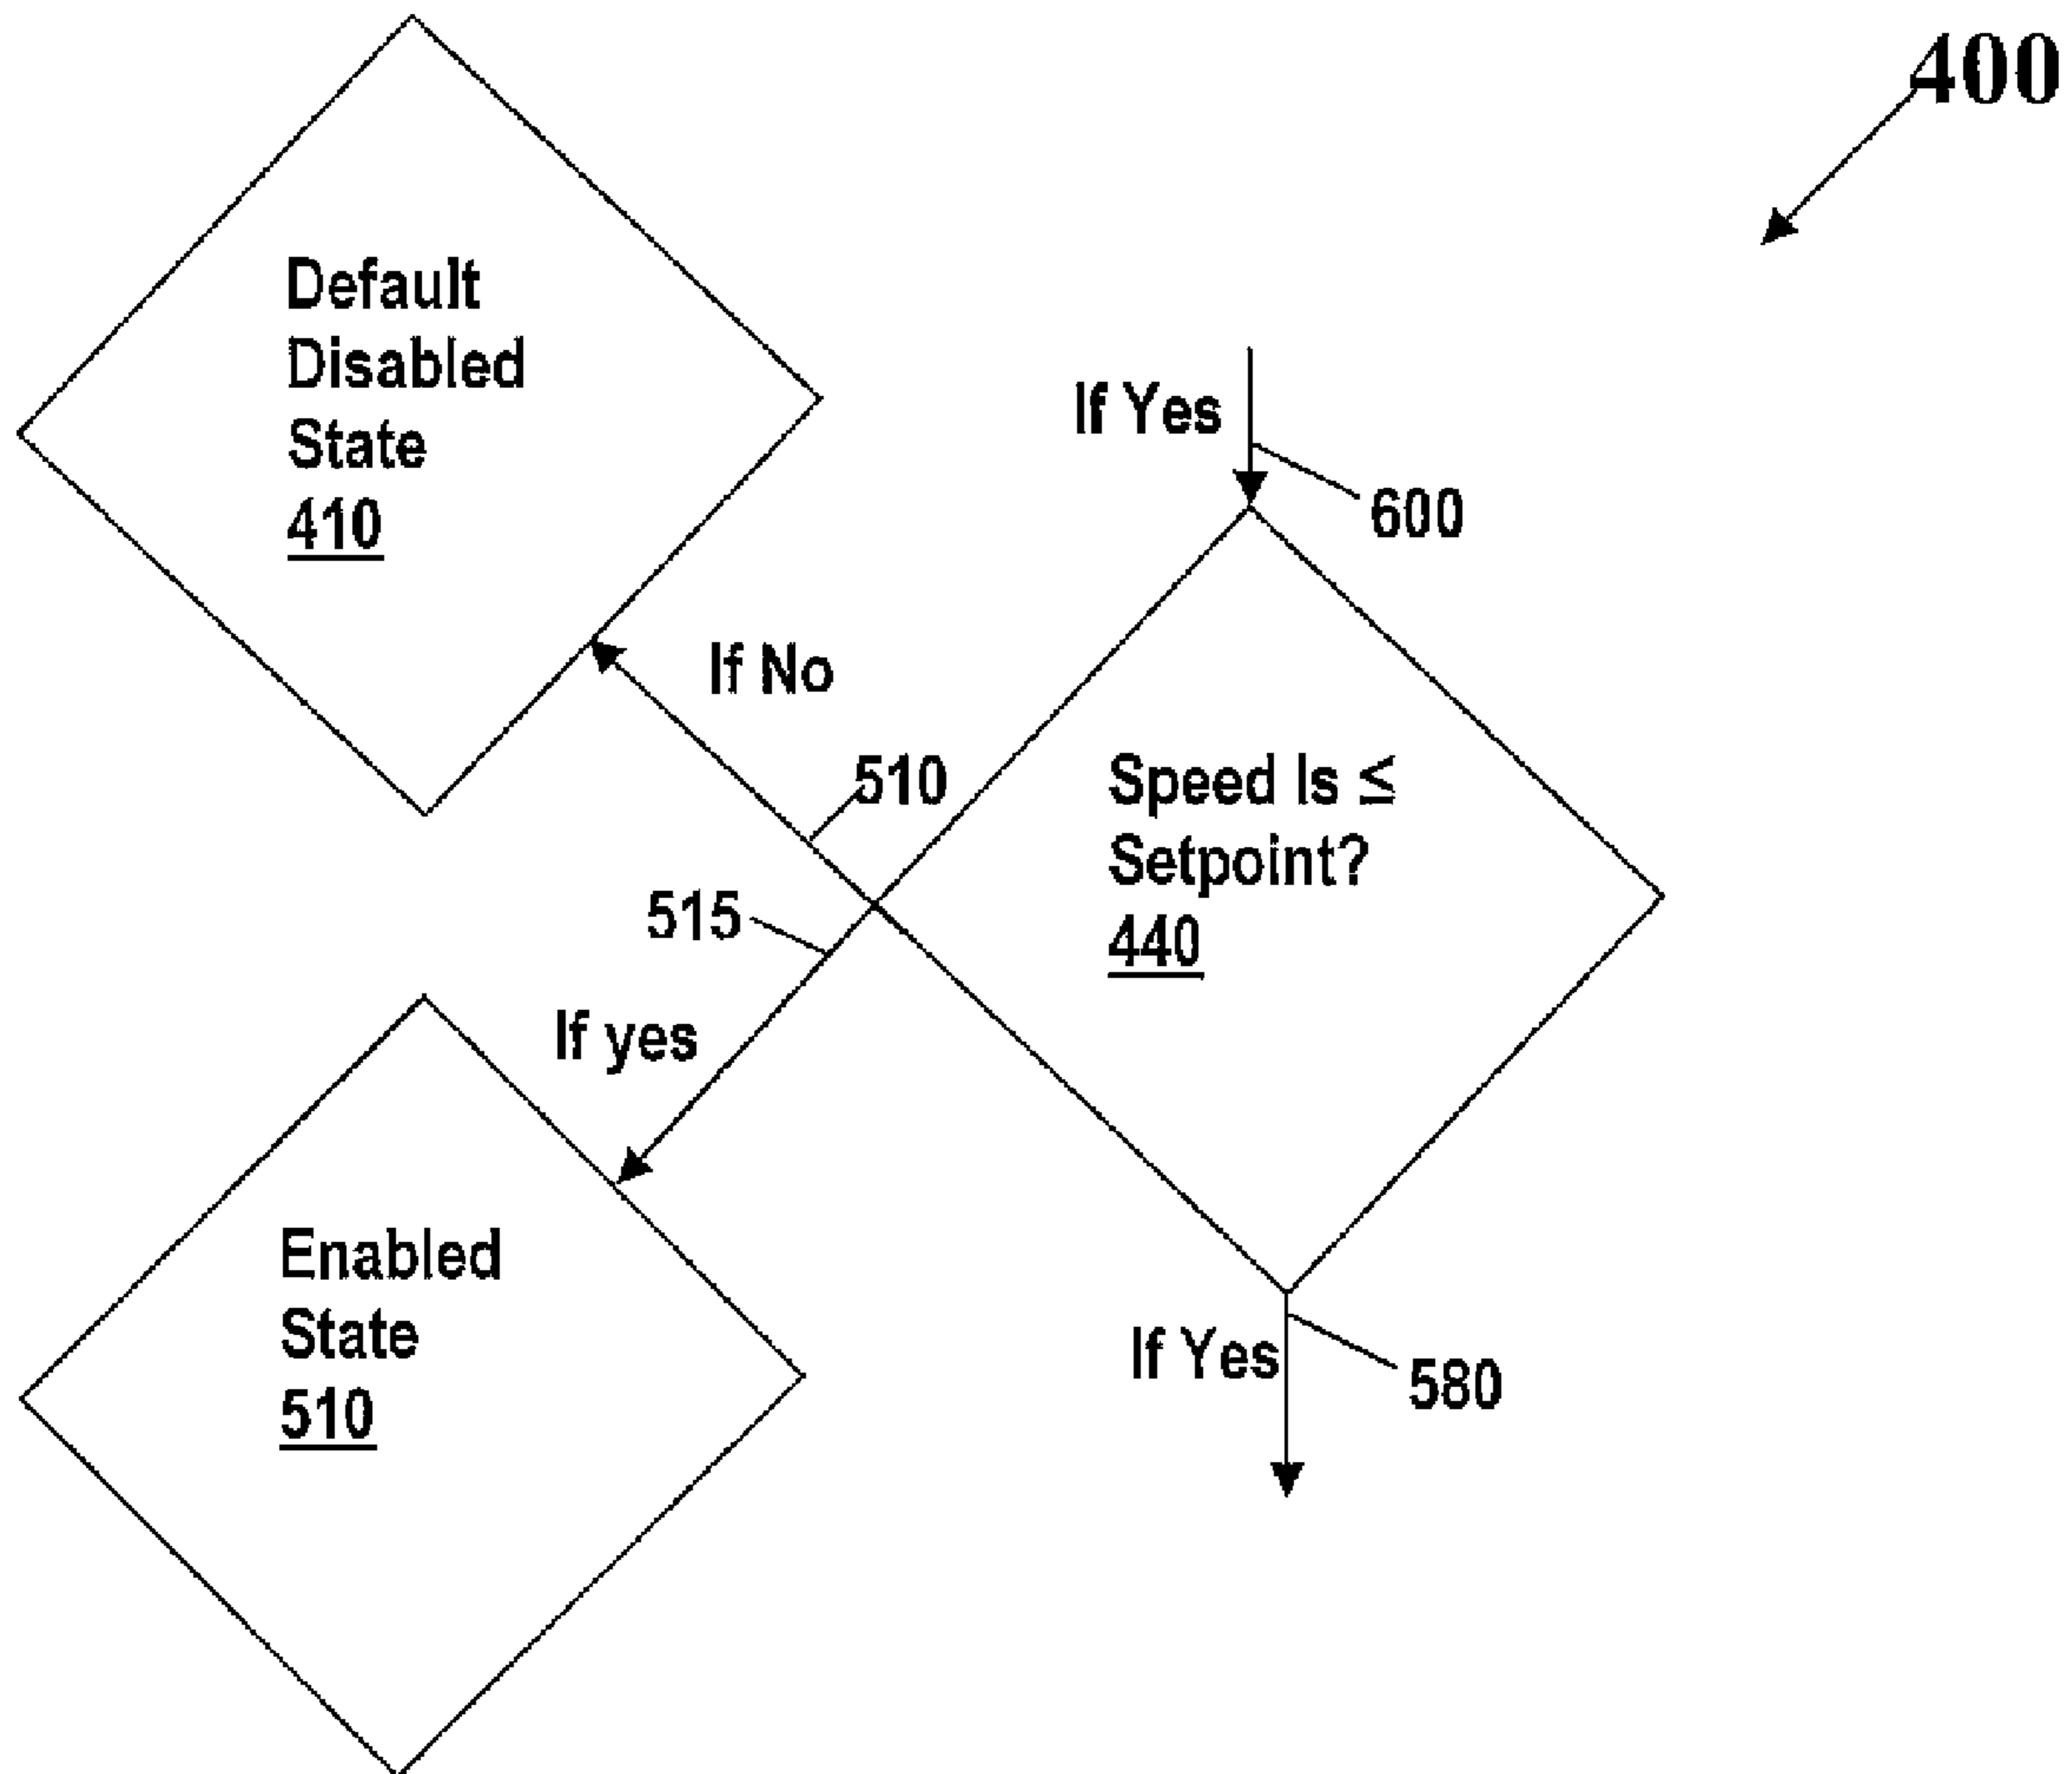 400
Default
Disabled
State
410
If Yes
600
If No
510
Speed Is ≤
Setpoint?
440
515
If yes
Enabled
State
510
If Yes
580